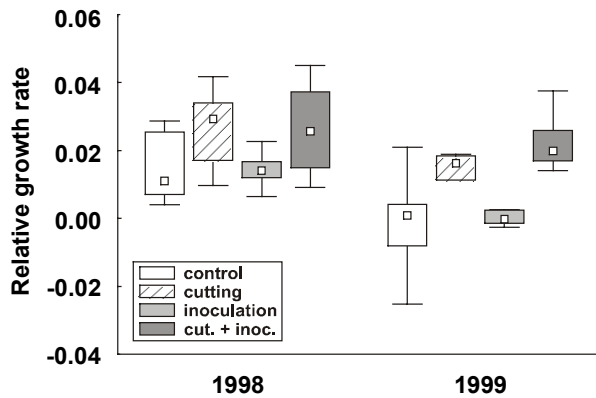 Relative growth rate
0.06
0.04
0.02
0.00
-0.02
-0.04
control
cutting
inoculation
cut. + inoc.
1998
1999